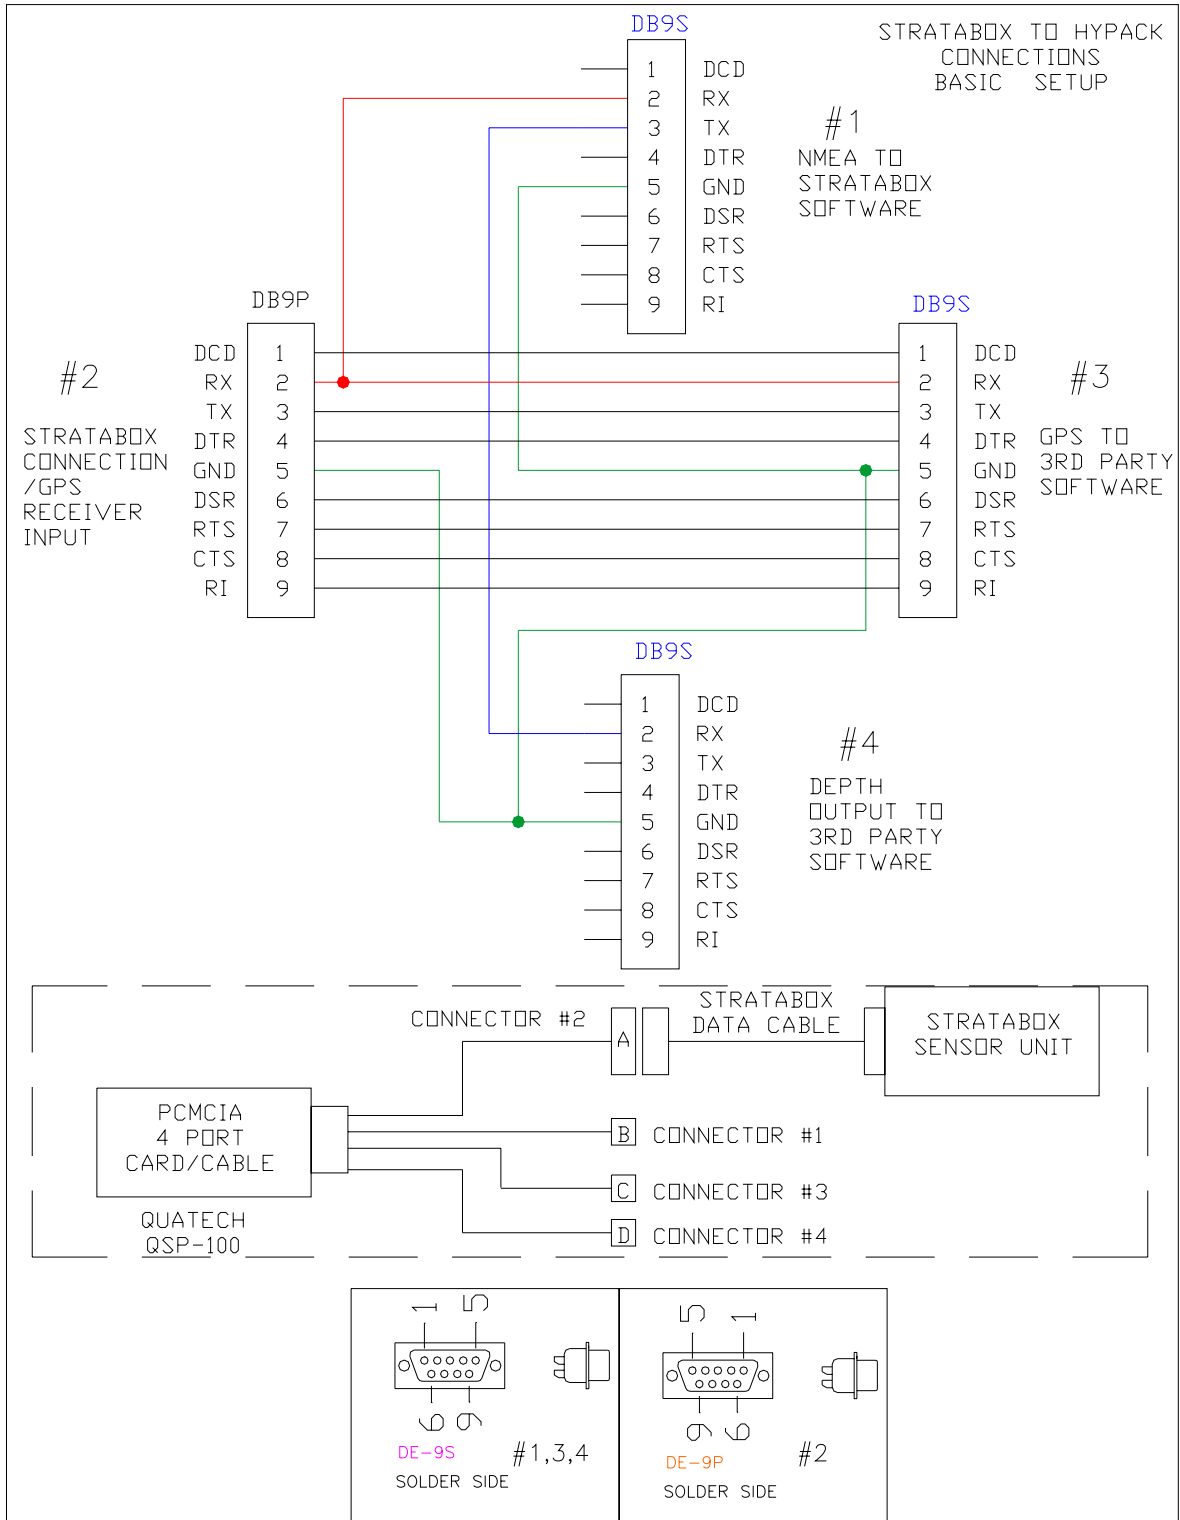 STRATABOX TO HYPACK
CONNECTIONS
BASIC SETUP
DB9S
1 DCD
2 RX
3 TX
4 DTR
5 GND
6 DSR
7 RTS
8 CTS
9 RI
#1
NMEA TO
STRATABOX
SOFTWARE
DB9P
DCD 1
RX 2
TX 3
DTR 4
GND 5
DSR 6
RTS 7
CTS 8
RI 9
#2
STRATABOX
CONNECTION
/GPS
RECEIVER
INPUT
DB9S
1 DCD
2 RX
3 TX
4 DTR
5 GND
6 DSR
7 RTS
8 CTS
9 RI
#3
GPS TO
3RD PARTY
SOFTWARE
DB9S
1 DCD
2 RX
3 TX
4 DTR
5 GND
6 DSR
7 RTS
8 CTS
9 RI
#4
DEPTH
OUTPUT TO
3RD PARTY
SOFTWARE
CONNECTOR #2
A
STRATABOX
DATA CABLE
STRATABOX
SENSOR UNIT
PCMCIA
4 PORT
CARD/CABLE
QUATECH
QSP-100
B CONNECTOR #1
C CONNECTOR #3
D CONNECTOR #4
1 5
6 9
DE-9S
#1,3,4
SOLDER SIDE
5 1
9 6
DE-9P
#2
SOLDER SIDE